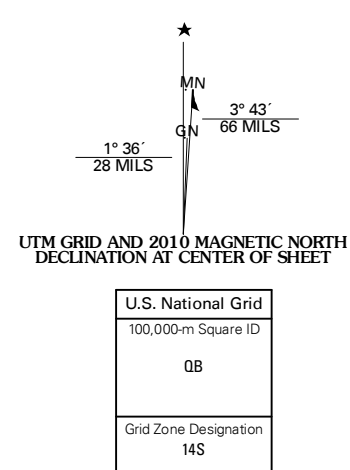 ★
MN
3° 43´
66 MILS
GN
1° 36´
28 MILS
UTM GRID AND 2010 MAGNETIC NORTH
DECLINATION AT CENTER OF SHEET
U.S. National Grid
100,000-m Square ID
QB
Grid Zone Designation
14S